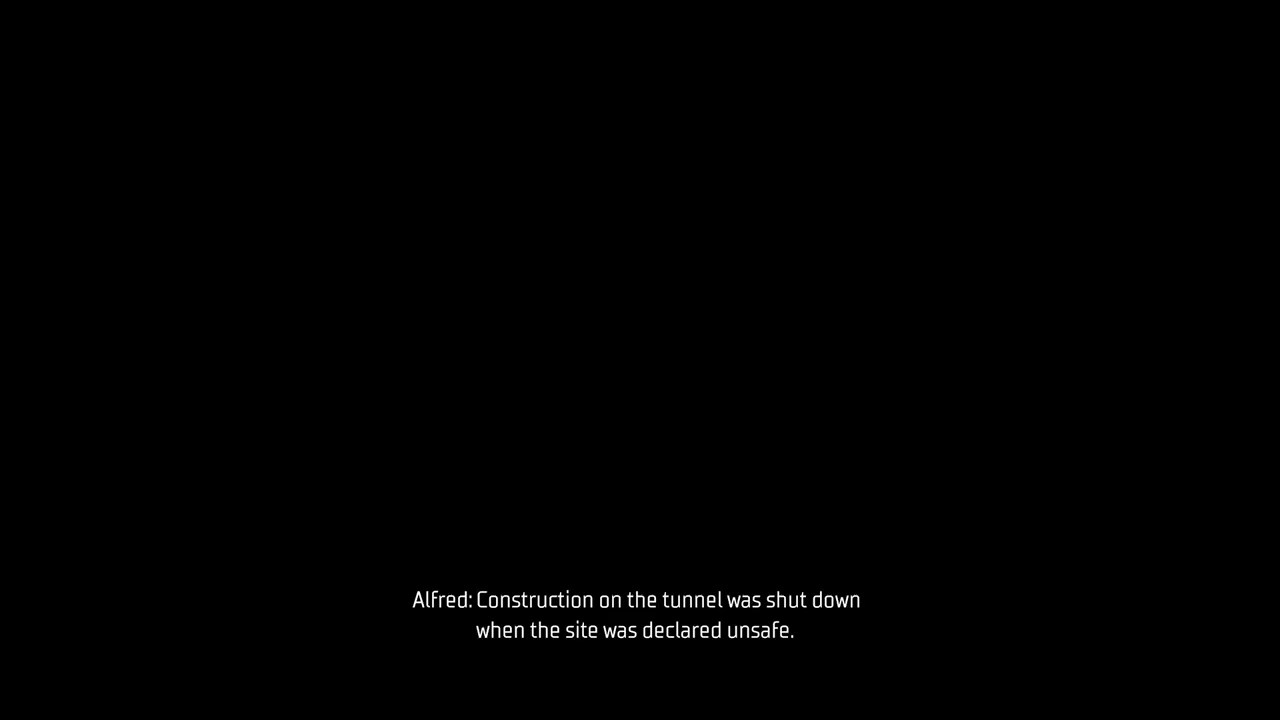 Alfred: Construction on the tunnel was shut down
when the site was declared unsafe.